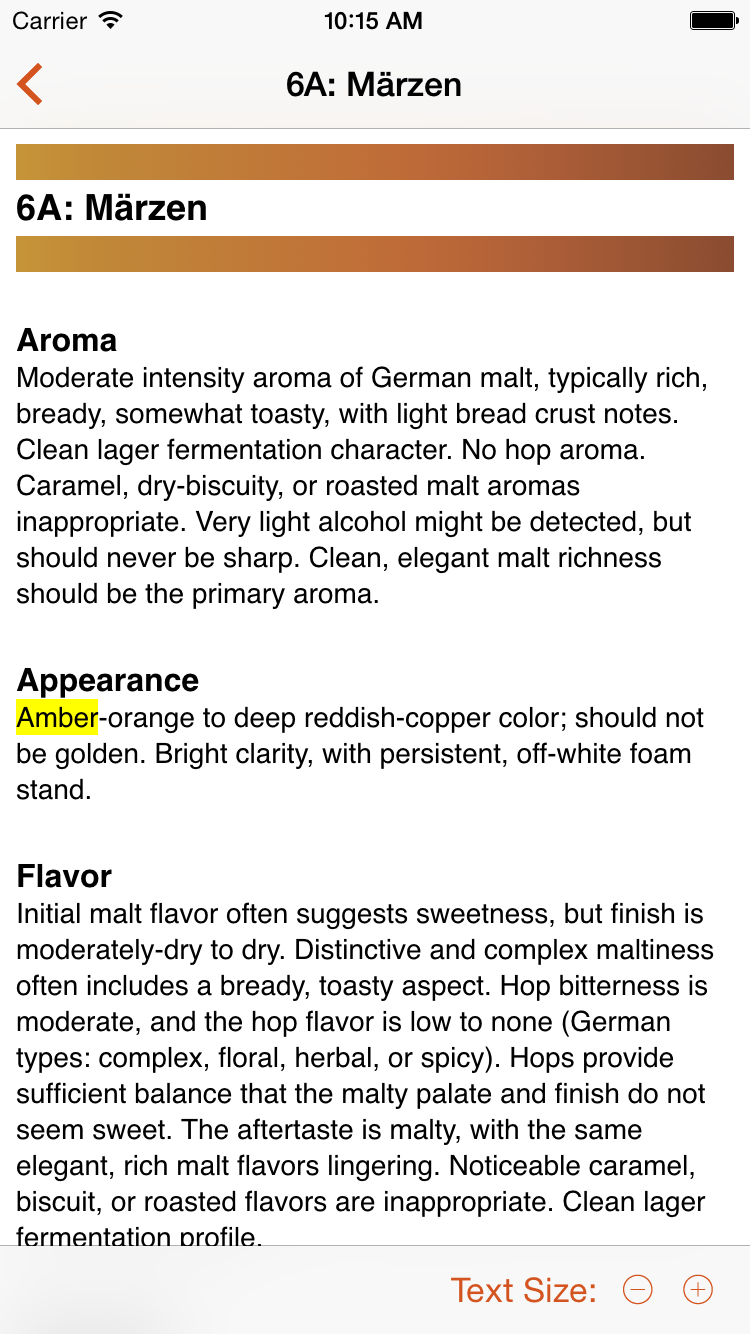 Carrier 10:15 AM
6A: Märzen
6A: Märzen
Aroma
Moderate intensity aroma of German malt, typically rich,
bready, somewhat toasty, with light bread crust notes.
Clean lager fermentation character. No hop aroma.
Caramel, dry-biscuity, or roasted malt aromas
inappropriate. Very light alcohol might be detected, but
should never be sharp. Clean, elegant malt richness
should be the primary aroma.
Appearance
Amber-orange to deep reddish-copper color; should not
be golden. Bright clarity, with persistent, off-white foam
stand.
Flavor
Initial malt flavor often suggests sweetness, but finish is
moderately-dry to dry. Distinctive and complex maltiness
often includes a bready, toasty aspect. Hop bitterness is
moderate, and the hop flavor is low to none (German
types: complex, floral, herbal, or spicy). Hops provide
sufficient balance that the malty palate and finish do not
seem sweet. The aftertaste is malty, with the same
elegant, rich malt flavors lingering. Noticeable caramel,
biscuit, or roasted flavors are inappropriate. Clean lager
fermentation profile.
Text Size: